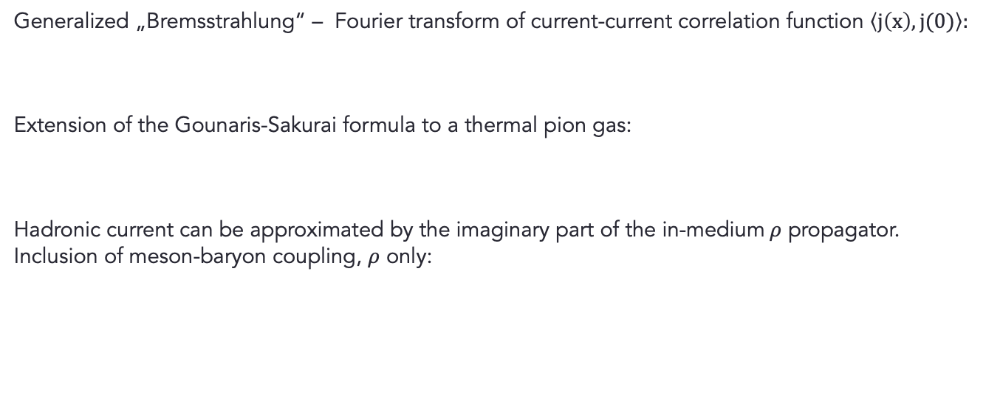 Generalized „Bremsstrahlung“ – Fourier transform of current-current correlation function ⟨j(x), j(0)⟩:
Extension of the Gounaris-Sakurai formula to a thermal pion gas:
Hadronic current can be approximated by the imaginary part of the in-medium ρ propagator.
Inclusion of meson-baryon coupling, ρ only: